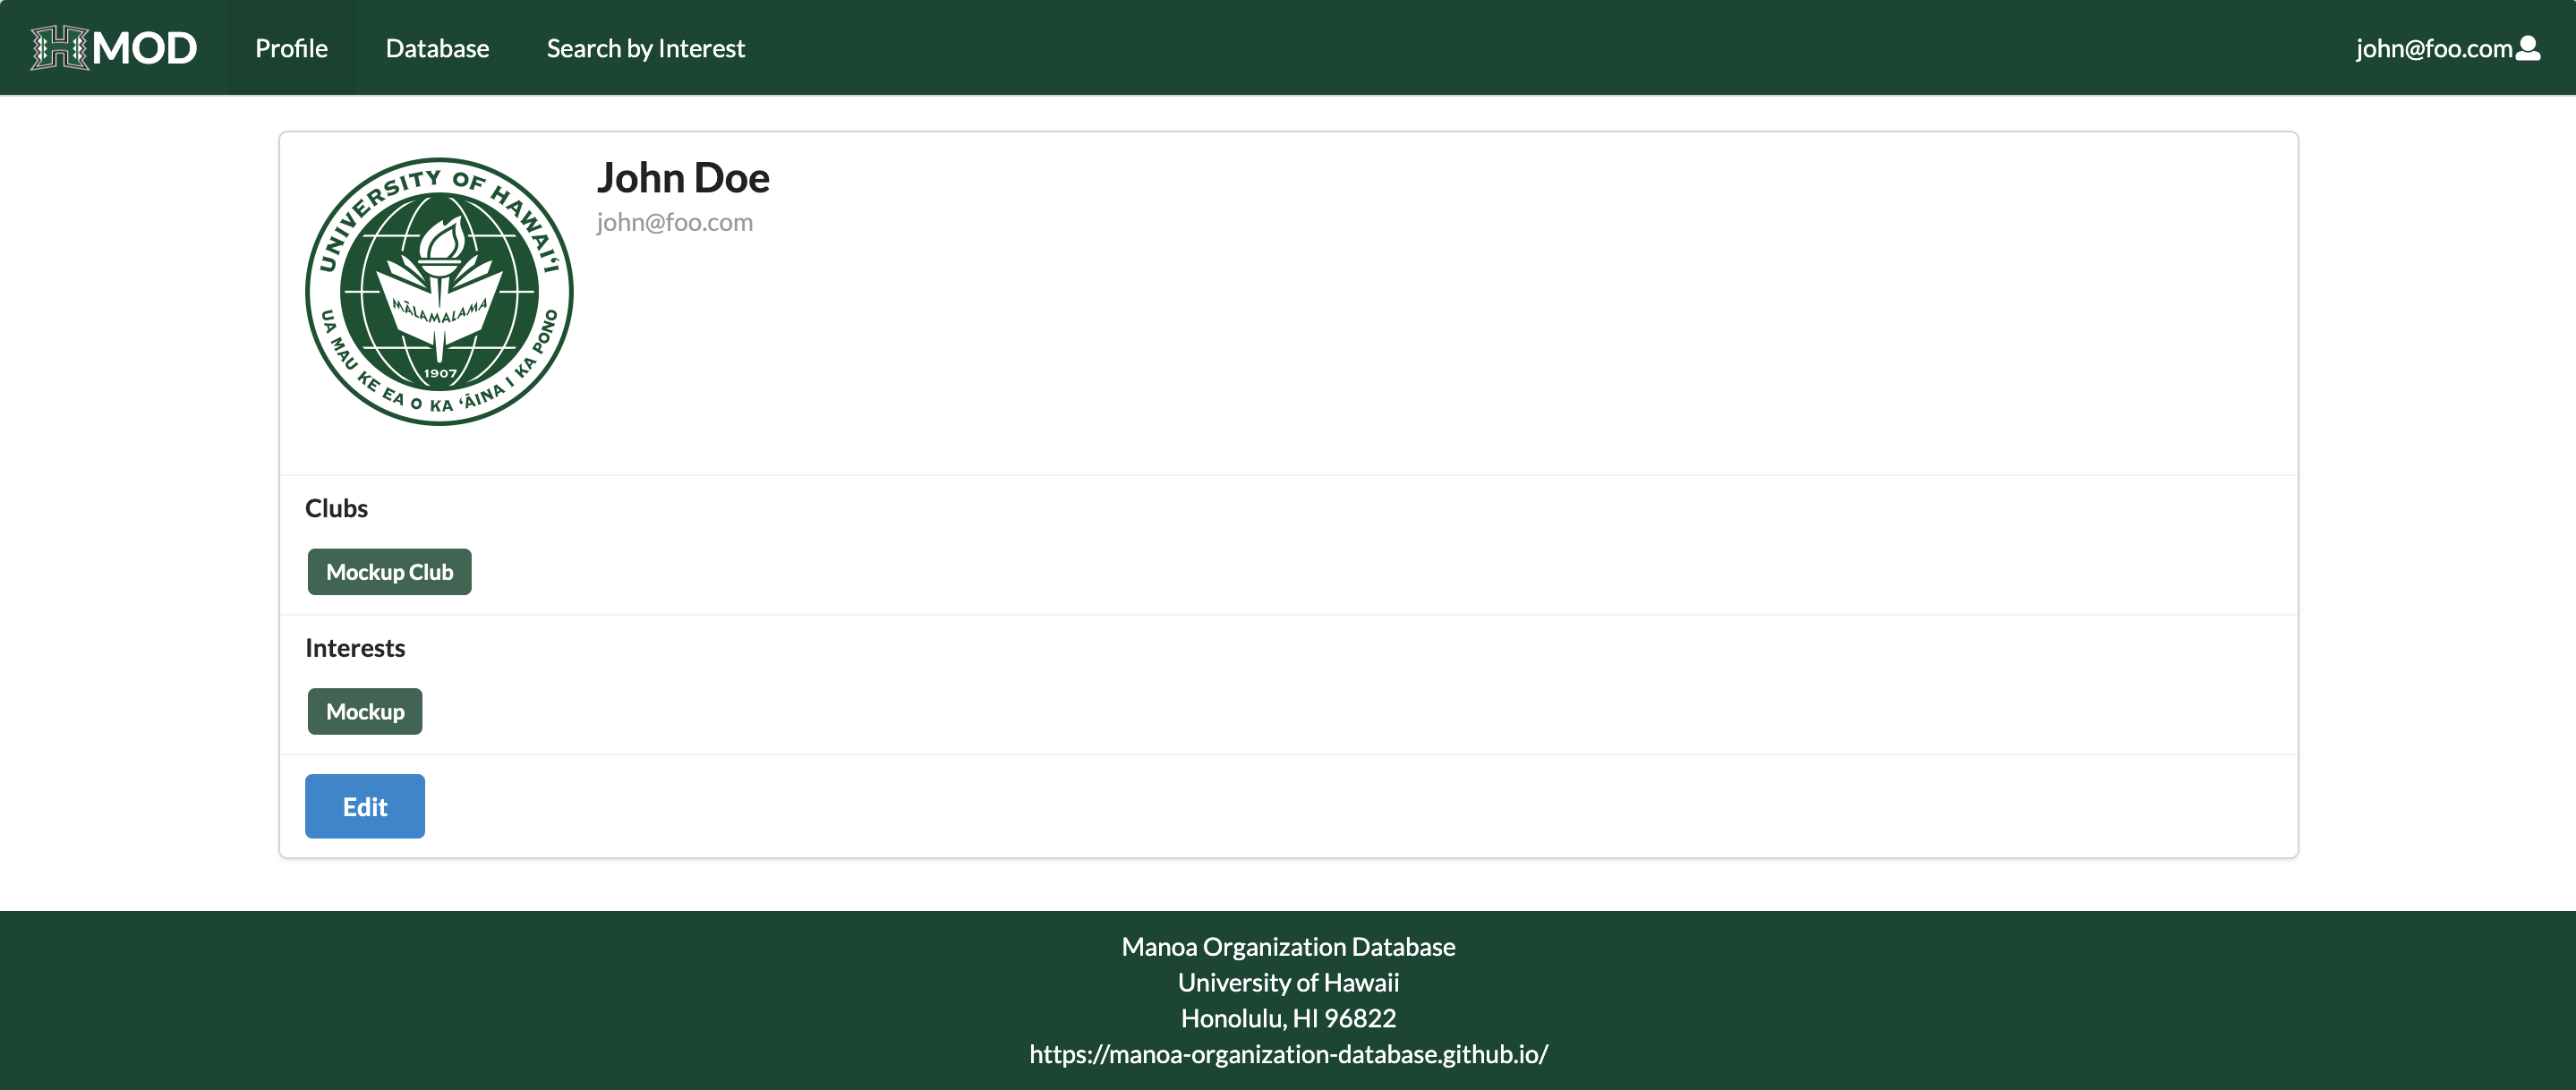 H MOD Profile Database Search by Interest john@foo.com
UNIVERSITY OF HAWAIʻI
MĀLAMALAMA
1907
UA MAU KE EA O KA ʻĀINA I KA PONO
John Doe
john@foo.com
Clubs
Mockup Club
Interests
Mockup
Edit
Manoa Organization Database
University of Hawaii
Honolulu, HI 96822
https://manoa-organization-database.github.io/